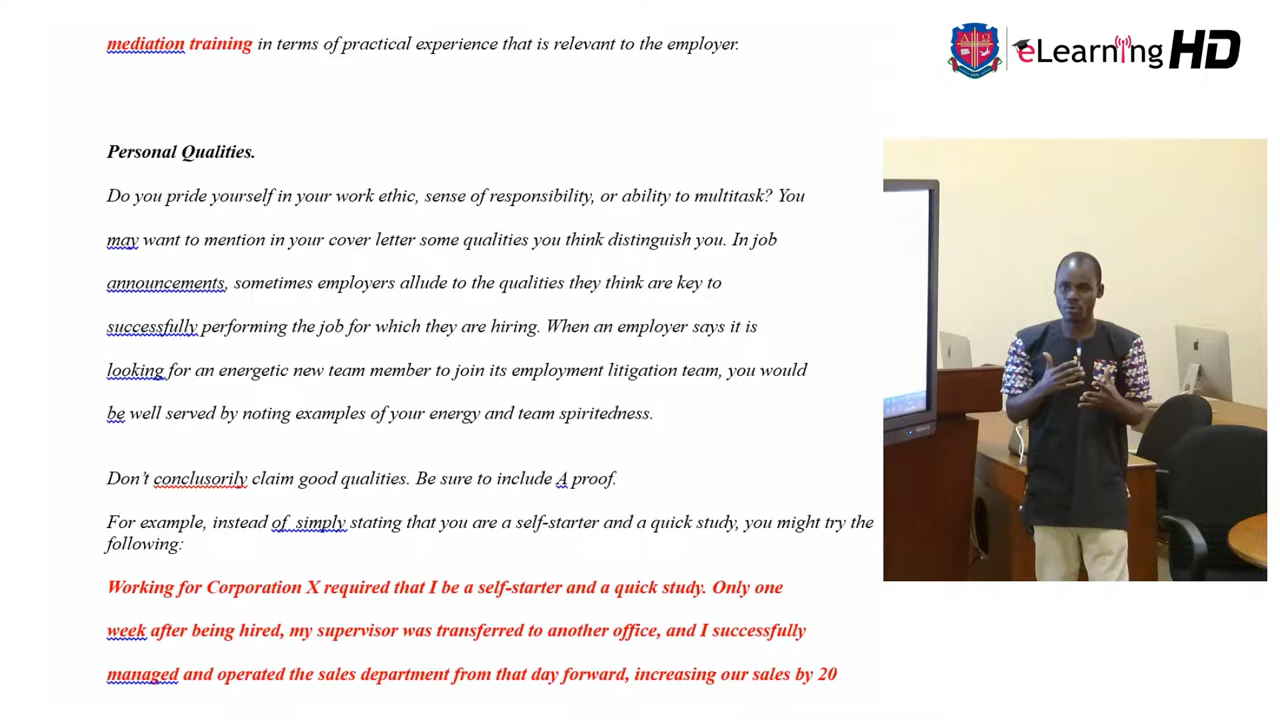 mediation training in terms of practical experience that is relevant to the employer.
eLearning HD
Personal Qualities.
Do you pride yourself in your work ethic, sense of responsibility, or ability to multitask? You
may want to mention in your cover letter some qualities you think distinguish you. In job
announcements, sometimes employers allude to the qualities they think are key to
successfully performing the job for which they are hiring. When an employer says it is
looking for an energetic new team member to join its employment litigation team, you would
be well served by noting examples of your energy and team spiritedness.
Don't conclusorily claim good qualities. Be sure to include A proof.
For example, instead of  simply stating that you are a self-starter and a quick study, you might try the
following:
Working for Corporation X required that I be a self-starter and a quick study. Only one
week after being hired, my supervisor was transferred to another office, and I successfully
managed and operated the sales department from that day forward, increasing our sales by 20